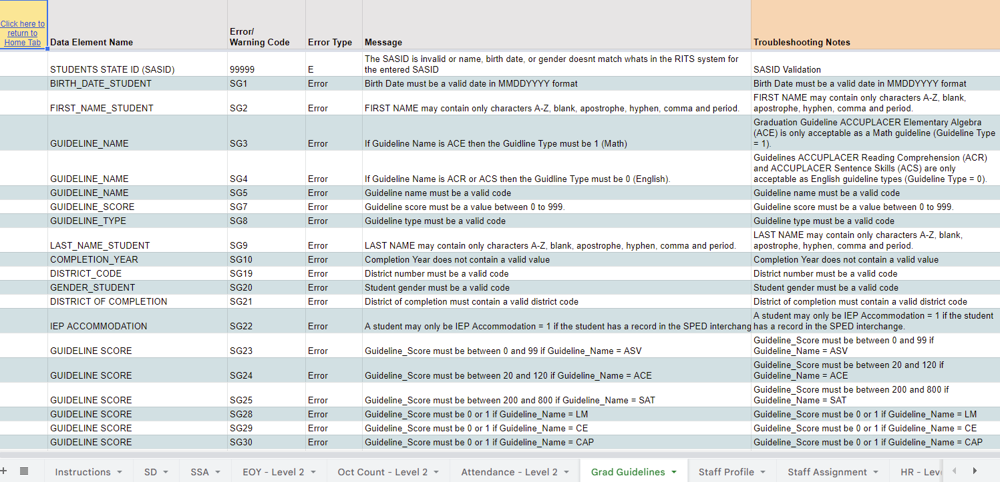 Click here to
return to
Home Tab
Data Element Name
Error/
Warning Code
Error Type
Message
Troubleshooting Notes
STUDENTS STATE ID (SASID)
99999
E
The SASID is invalid or name, birth date, or gender doesnt match whats in the RITS system for
the entered SASID
SASID Validation
BIRTH_DATE_STUDENT
SG1
Error
Birth Date must be a valid date in MMDDYYYY format
Birth Date must be a valid date in MMDDYYYY format
FIRST_NAME_STUDENT
SG2
Error
FIRST NAME may contain only characters A-Z, blank, apostrophe, hyphen, comma and period.
FIRST NAME may contain only characters A-Z, blank,
apostrophe, hyphen, comma and period.
GUIDELINE_NAME
SG3
Error
If Guideline Name is ACE then the Guidline Type must be 1 (Math)
Graduation Guideline ACCUPLACER Elementary Algebra
(ACE) is only acceptable as a Math guideline (Guideline Type
= 1).
GUIDELINE_NAME
SG4
Error
If Guideline Name is ACR or ACS then the Guidline Type must be 0 (English).
Guidelines ACCUPLACER Reading Comprehension (ACR)
and ACCUPLACER Sentence Skills (ACS) are only
acceptable as English guideline types (Guideline Type = 0).
GUIDELINE_NAME
SG5
Error
Guideline name must be a valid code
Guideline name must be a valid code
GUIDELINE_SCORE
SG7
Error
Guideline score must be a value between 0 to 999.
Guideline score must be a value between 0 to 999.
GUIDELINE_TYPE
SG8
Error
Guideline type must be a valid code
Guideline type must be a valid code
LAST_NAME_STUDENT
SG9
Error
LAST NAME may contain only characters A-Z, blank, apostrophe, hyphen, comma and period.
LAST NAME may contain only characters A-Z, blank,
apostrophe, hyphen, comma and period.
COMPLETION_YEAR
SG10
Error
Completion Year does not contain a valid value
Completion Year does not contain a valid value
DISTRICT_CODE
SG19
Error
District number must be a valid code
District number must be a valid code
GENDER_STUDENT
SG20
Error
Student gender must be a valid code
Student gender must be a valid code
DISTRICT OF COMPLETION
SG21
Error
District of completion must contain a valid district code
District of completion must contain a valid district code
IEP ACCOMMODATION
SG22
Error
A student may only be IEP Accommodation = 1 if the student has a record in the SPED interchang
A student may only be IEP Accommodation = 1 if the student
has a record in the SPED interchange.
GUIDELINE SCORE
SG23
Error
Guideline_Score must be between 0 and 99 if Guideline_Name = ASV
Guideline_Score must be between 0 and 99 if
Guideline_Name = ASV
GUIDELINE SCORE
SG24
Error
Guideline_Score must be between 20 and 120 if Guideline_Name = ACE
Guideline_Score must be between 20 and 120 if
Guideline_Name = ACE
GUIDELINE SCORE
SG25
Error
Guideline_Score must be between 200 and 800 if Guideline_Name = SAT
Guideline_Score must be between 200 and 800 if
Guideline_Name = SAT
GUIDELINE SCORE
SG28
Error
Guideline_Score must be 0 or 1 if Guideline_Name = LM
Guideline_Score must be 0 or 1 if Guideline_Name = LM
GUIDELINE SCORE
SG29
Error
Guideline_Score must be 0 or 1 if Guideline_Name = CE
Guideline_Score must be 0 or 1 if Guideline_Name = CE
GUIDELINE SCORE
SG30
Error
Guideline_Score must be 0 or 1 if Guideline_Name = CAP
Guideline_Score must be 0 or 1 if Guideline_Name = CAP
Instructions
SD
SSA
EOY - Level 2
Oct Count - Level 2
Attendance - Level 2
Grad Guidelines
Staff Profile
Staff Assignment
HR - Lev